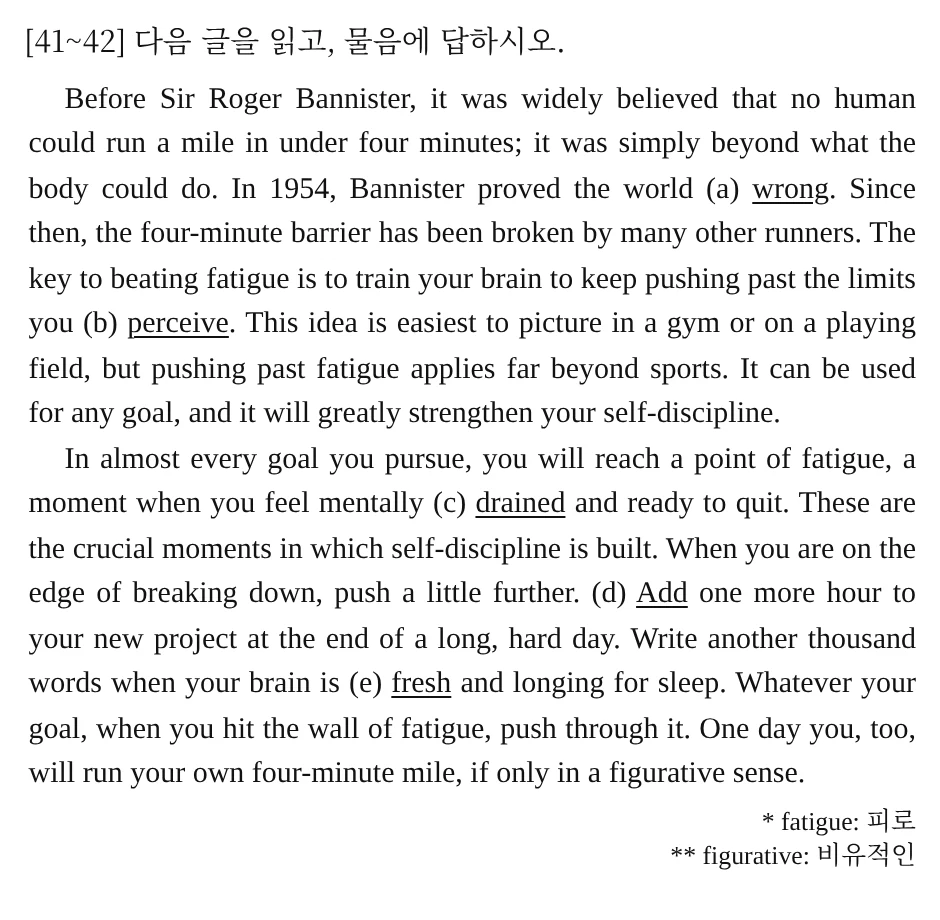 [41~42] 다음 글을 읽고, 물음에 답하시오.
Before Sir Roger Bannister, it was widely believed that no human
could run a mile in under four minutes; it was simply beyond what the
body could do. In 1954, Bannister proved the world (a) wrong. Since
then, the four-minute barrier has been broken by many other runners. The
key to beating fatigue is to train your brain to keep pushing past the limits
you (b) perceive. This idea is easiest to picture in a gym or on a playing
field, but pushing past fatigue applies far beyond sports. It can be used
for any goal, and it will greatly strengthen your self-discipline.
In almost every goal you pursue, you will reach a point of fatigue, a
moment when you feel mentally (c) drained and ready to quit. These are
the crucial moments in which self-discipline is built. When you are on the
edge of breaking down, push a little further. (d) Add one more hour to
your new project at the end of a long, hard day. Write another thousand
words when your brain is (e) fresh and longing for sleep. Whatever your
goal, when you hit the wall of fatigue, push through it. One day you, too,
will run your own four-minute mile, if only in a figurative sense.
* fatigue: 피로
** figurative: 비유적인